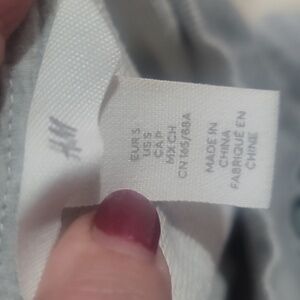 H&M
EUR S
US S
CA P
MX CH
CN 165/88A
MADE IN
CHINA
FABRIQUÉ EN
CHINE